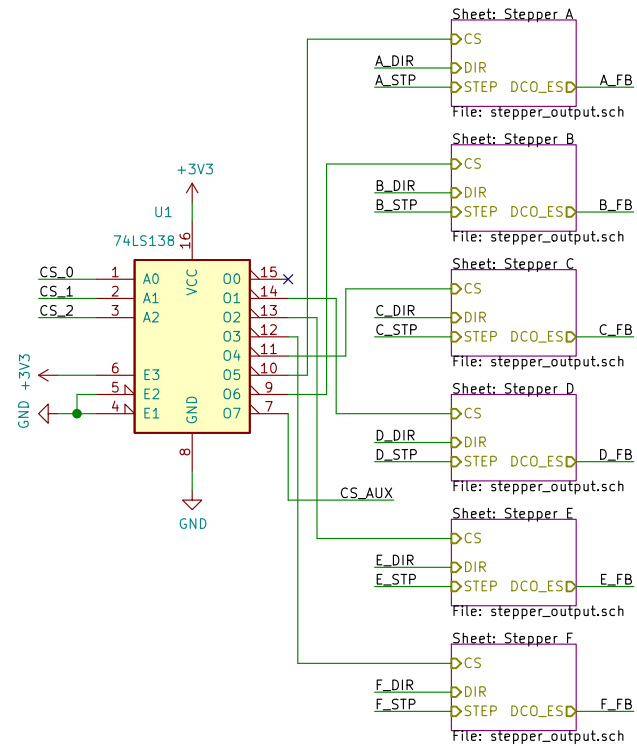 Sheet: Stepper A
CS
A_DIR DIR
A_STP STEP DCO_ES A_FB
File: stepper_output.sch
Sheet: Stepper B
CS
B_DIR DIR
B_STP STEP DCO_ES B_FB
File: stepper_output.sch
+3V3
U1
74LS138
16
VCC
CS_0 1 A0 O0 15
CS_1 2 A1 O1 14
CS_2 3 A2 O2 13
O3 12
O4 11
+3V3 6 E3 O5 10
5 E2 O6 9
GND 4 E1 O7 7
GND
8
GND
CS_AUX
Sheet: Stepper C
CS
C_DIR DIR
C_STP STEP DCO_ES C_FB
File: stepper_output.sch
Sheet: Stepper D
CS
D_DIR DIR
D_STP STEP DCO_ES D_FB
File: stepper_output.sch
Sheet: Stepper E
CS
E_DIR DIR
E_STP STEP DCO_ES E_FB
File: stepper_output.sch
Sheet: Stepper F
CS
F_DIR DIR
F_STP STEP DCO_ES F_FB
File: stepper_output.sch